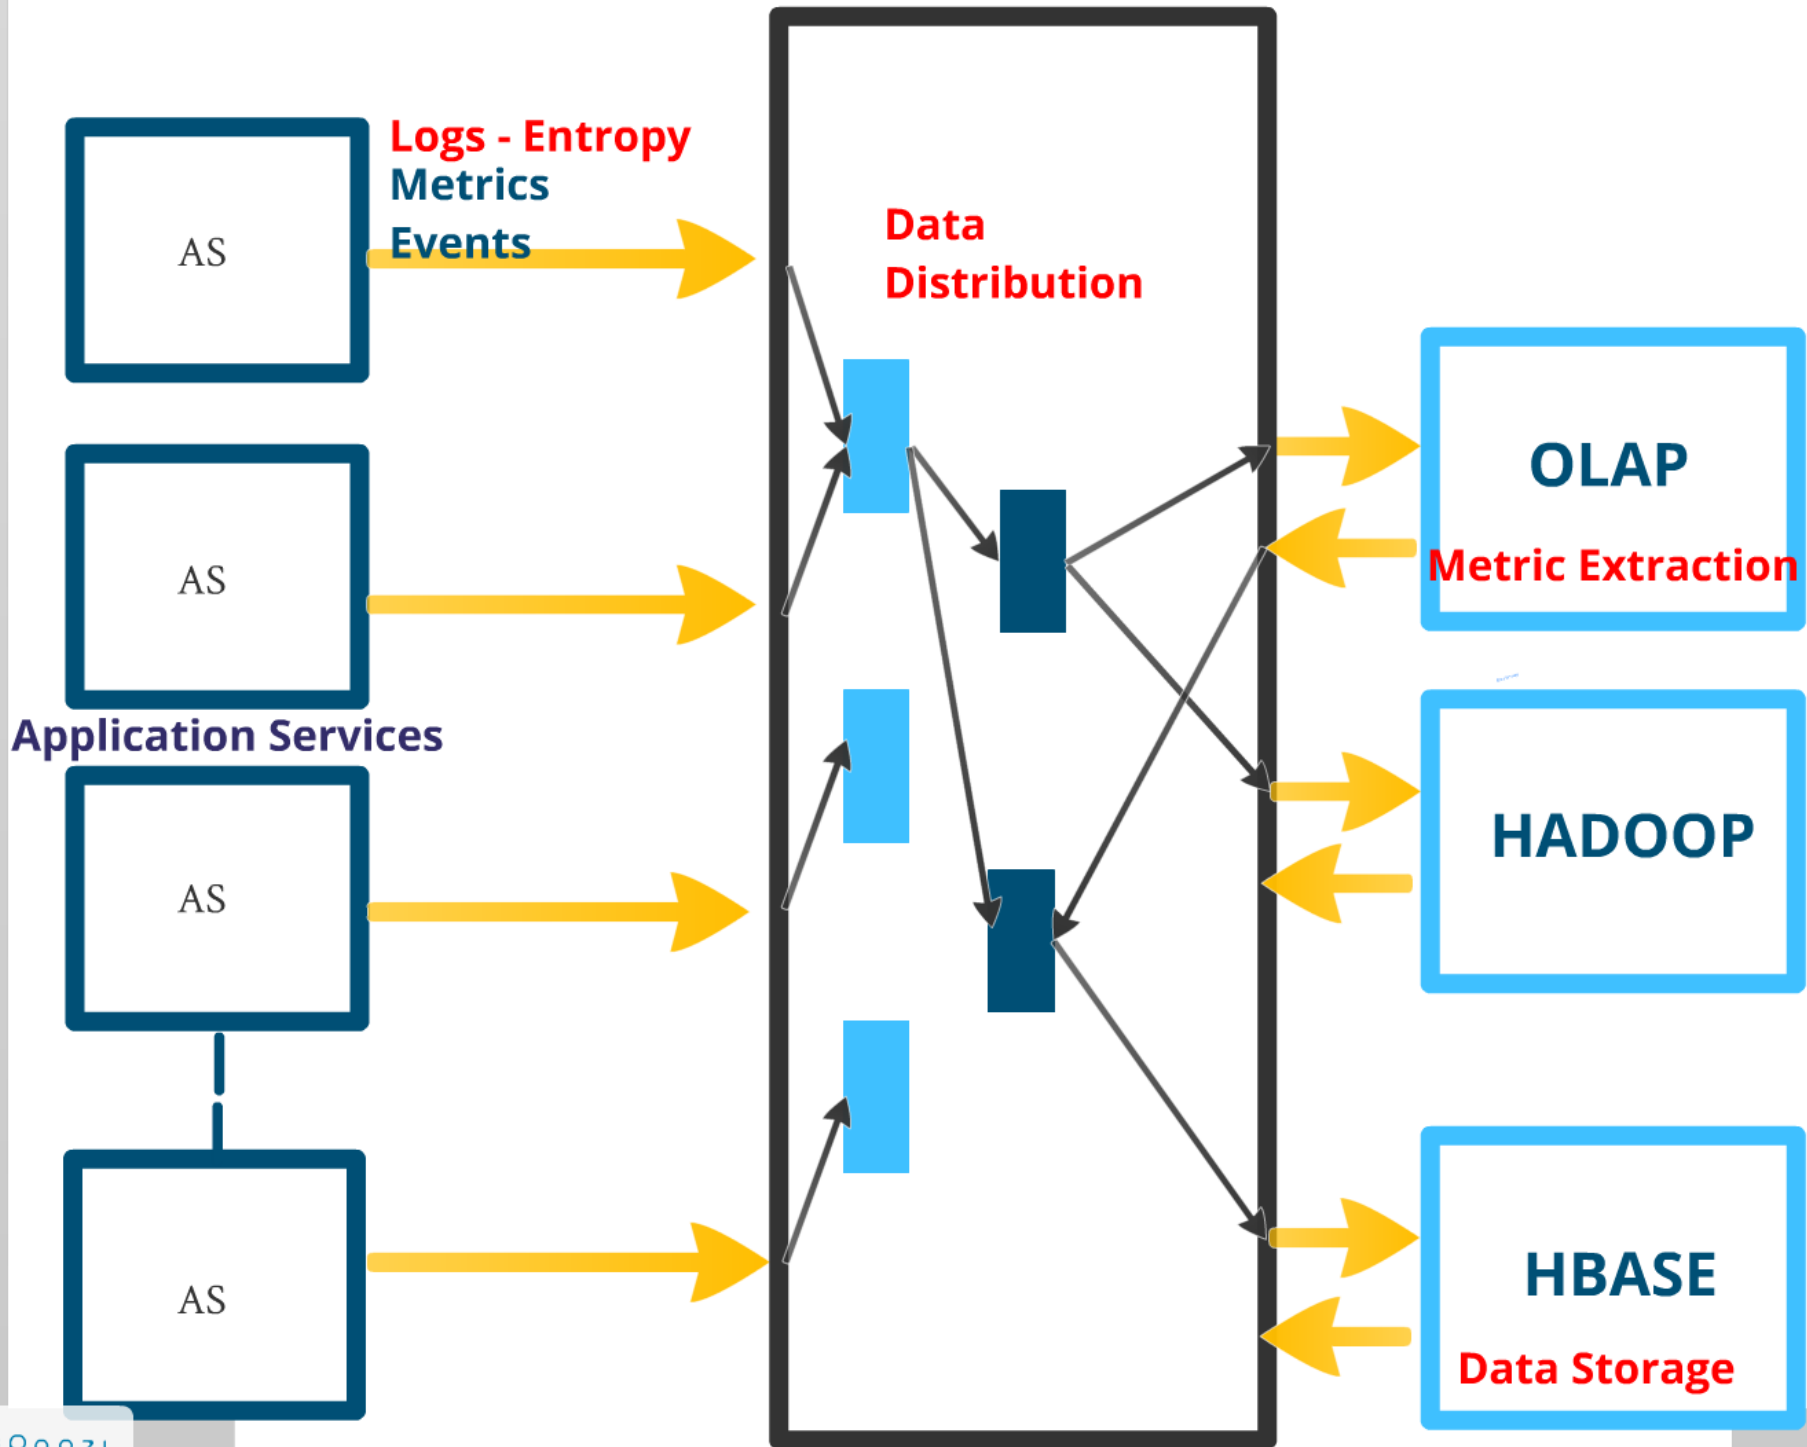 Logs - Entropy
Metrics
Events
AS
Data
Distribution
AS
OLAP
Metric Extraction
Application Services
AS
HADOOP
AS
HBASE
Data Storage